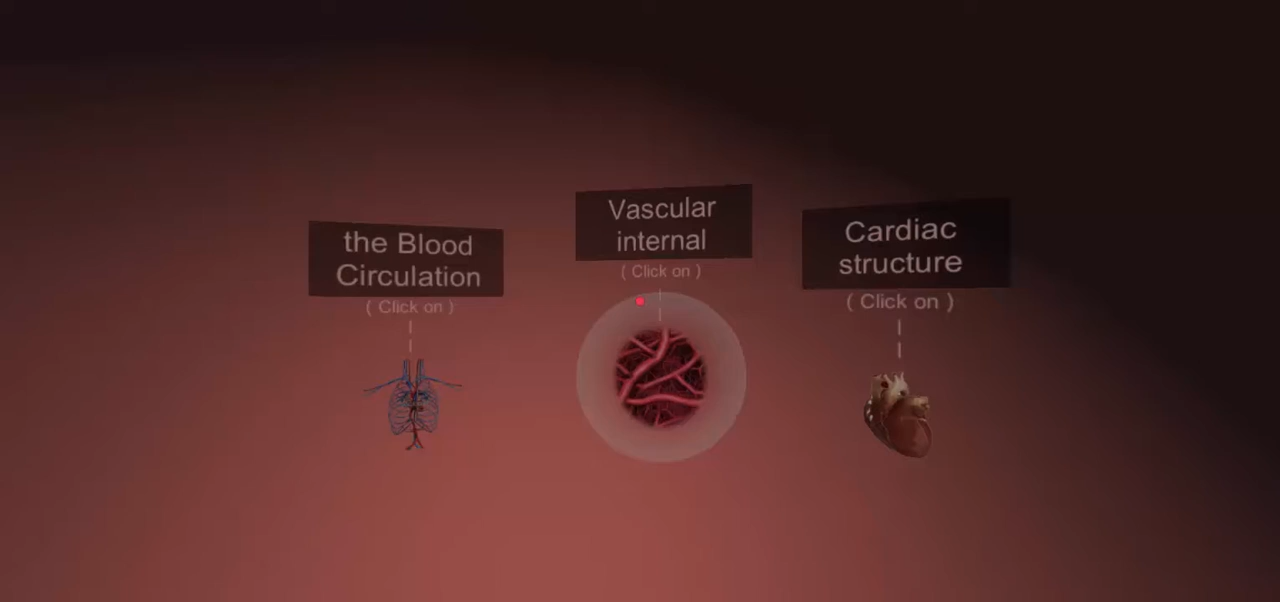 the Blood
Circulation
( Click on )
Vascular
internal
( Click on )
Cardiac
structure
( Click on )